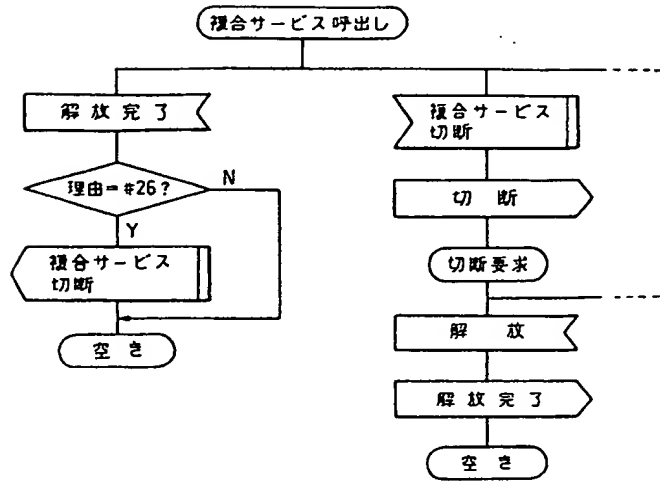 複合サービス呼出し
解放完了
理由=#26?
N
Y
複合サービス
切断
空き
複合サービス
切断
切断
切断要求
解放
解放完了
空き